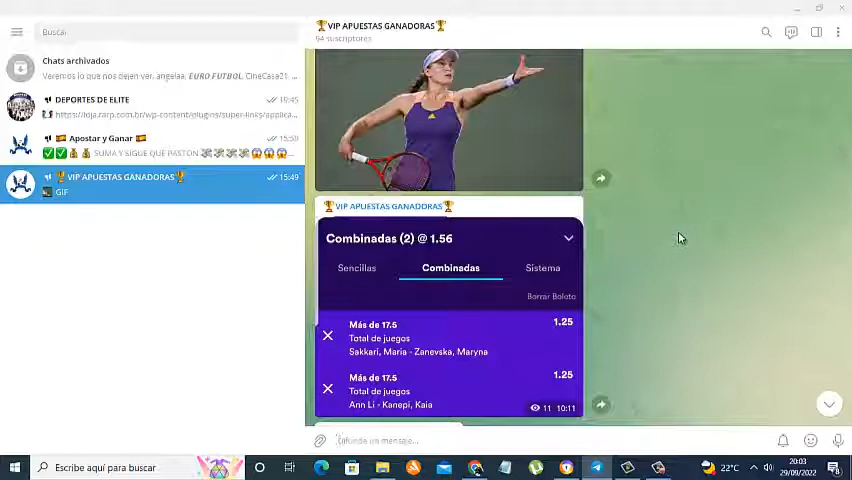 Buscar
Chats archivados
Veremos lo que nos dejen ver, angelaa, EURO FUTBOL, CineCasa21, ...
DEPORTES DE ELITE 19:45
https://loja.rarp.com.br/wp-content/plugins/super-links/applica...
Apostar y Ganar 15:50
SUMA Y SIGUE QUE PASTON
VIP APUESTAS GANADORAS 15:49
GIF
VIP APUESTAS GANADORAS
64 suscriptores
VIP APUESTAS GANADORAS
Combinadas (2) @ 1.56
Sencillas Combinadas Sistema
Borrar Boleto
Más de 17.5 1.25
Total de juegos
Sakkari, Maria - Zanevska, Maryna
Más de 17.5 1.25
Total de juegos
Ann Li - Kanepi, Kaia
11 10:11
Difunde un mensaje...
Escribe aquí para buscar
22°C
20:03
29/09/2022